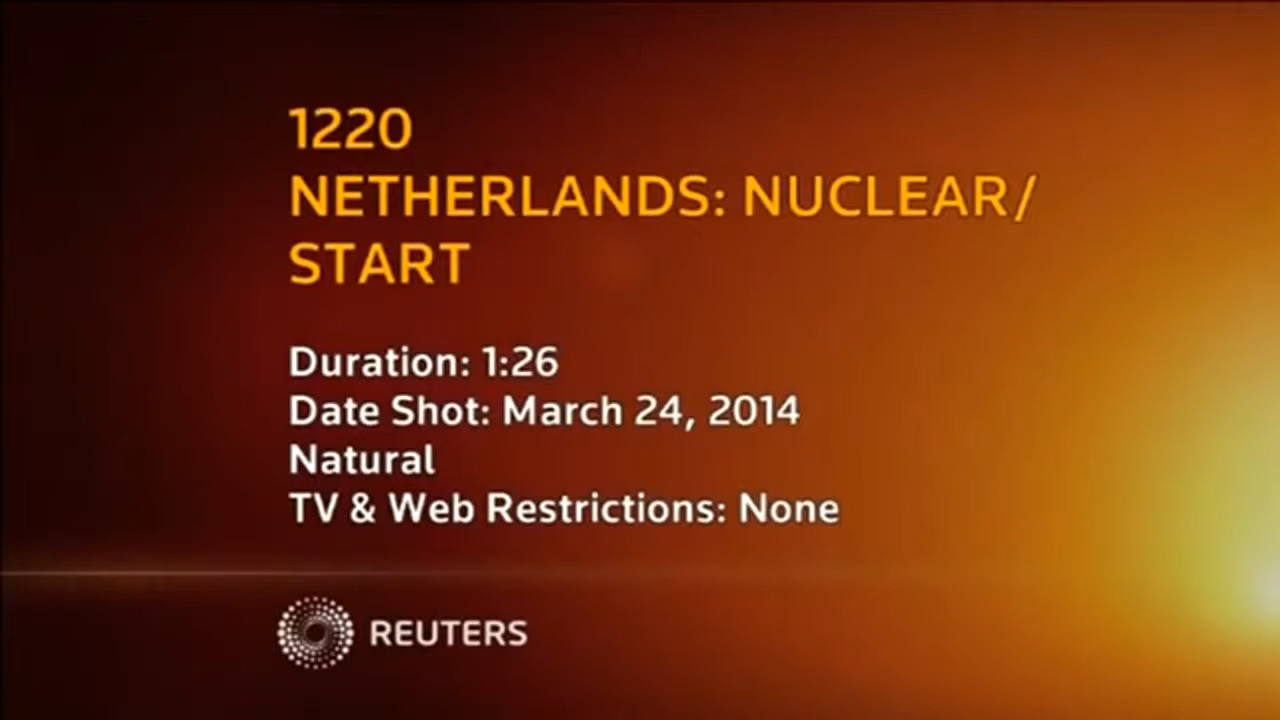 1220
NETHERLANDS: NUCLEAR/
START
Duration: 1:26
Date Shot: March 24, 2014
Natural
TV & Web Restrictions: None
REUTERS